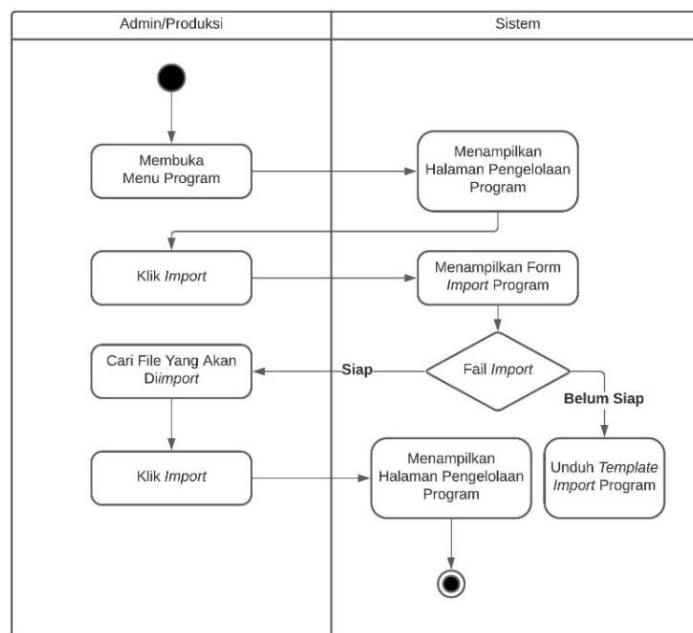 Admin/Produksi
Sistem
Membuka
Menu Program
Menampilkan
Halaman Pengelolaan
Program
Klik Import
Menampilkan Form
Import Program
Cari File Yang Akan
Diimport
Siap
Fail Import
Belum Siap
Klik Import
Menampilkan
Halaman Pengelolaan
Program
Unduh Template
Import Program